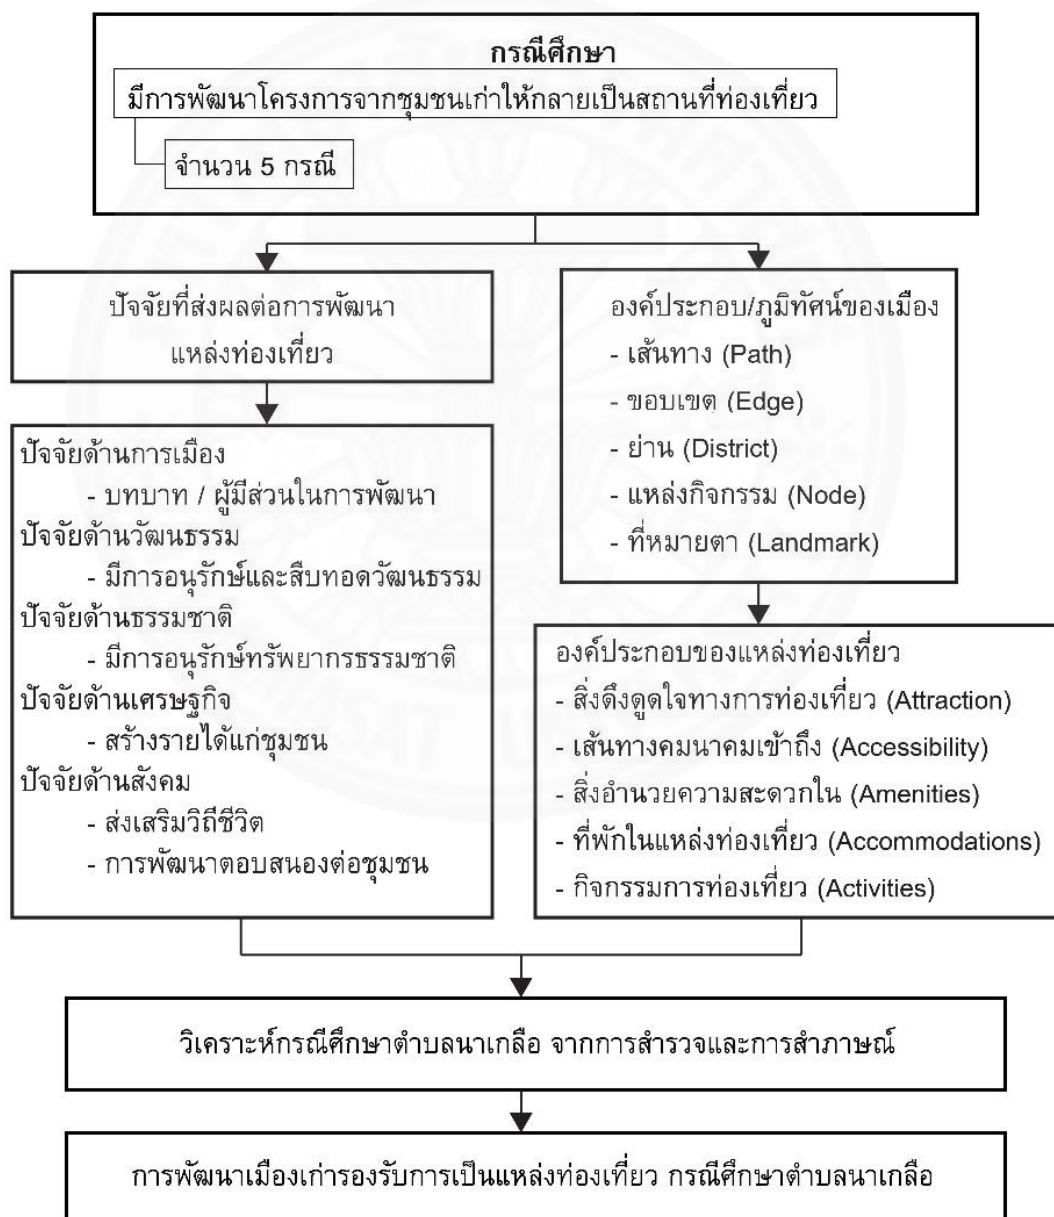 กรณีศึกษา
มีการพัฒนาโครงการจากชุมชนเก่าให้กลายเป็นสถานที่ท่องเที่ยว
จำนวน 5 กรณี
ปัจจัยที่ส่งผลต่อการพัฒนา
แหล่งท่องเที่ยว
ปัจจัยด้านการเมือง
- บทบาท / ผู้มีส่วนในการพัฒนา
ปัจจัยด้านวัฒนธรรม
- มีการอนุรักษ์และสืบทอดวัฒนธรรม
ปัจจัยด้านธรรมชาติ
- มีการอนุรักษ์ทรัพยากรธรรมชาติ
ปัจจัยด้านเศรษฐกิจ
- สร้างรายได้แก่ชุมชน
ปัจจัยด้านสังคม
- ส่งเสริมวิถีชีวิต
- การพัฒนาตอบสนองต่อชุมชน
องค์ประกอบ/ภูมิทัศน์ของเมือง
- เส้นทาง (Path)
- ขอบเขต (Edge)
- ย่าน (District)
- แหล่งกิจกรรม (Node)
- ที่หมายตา (Landmark)
องค์ประกอบของแหล่งท่องเที่ยว
- สิ่งดึงดูดใจทางการท่องเที่ยว (Attraction)
- เส้นทางคมนาคมเข้าถึง (Accessibility)
- สิ่งอำนวยความสะดวกใน (Amenities)
- ที่พักในแหล่งท่องเที่ยว (Accommodations)
- กิจกรรมการท่องเที่ยว (Activities)
วิเคราะห์กรณีศึกษาตำบลนาเกลือ จากการสำรวจและการสำภาษณ์
การพัฒนาเมืองเก่ารองรับการเป็นแหล่งท่องเที่ยว กรณีศึกษาตำบลนาเกลือ